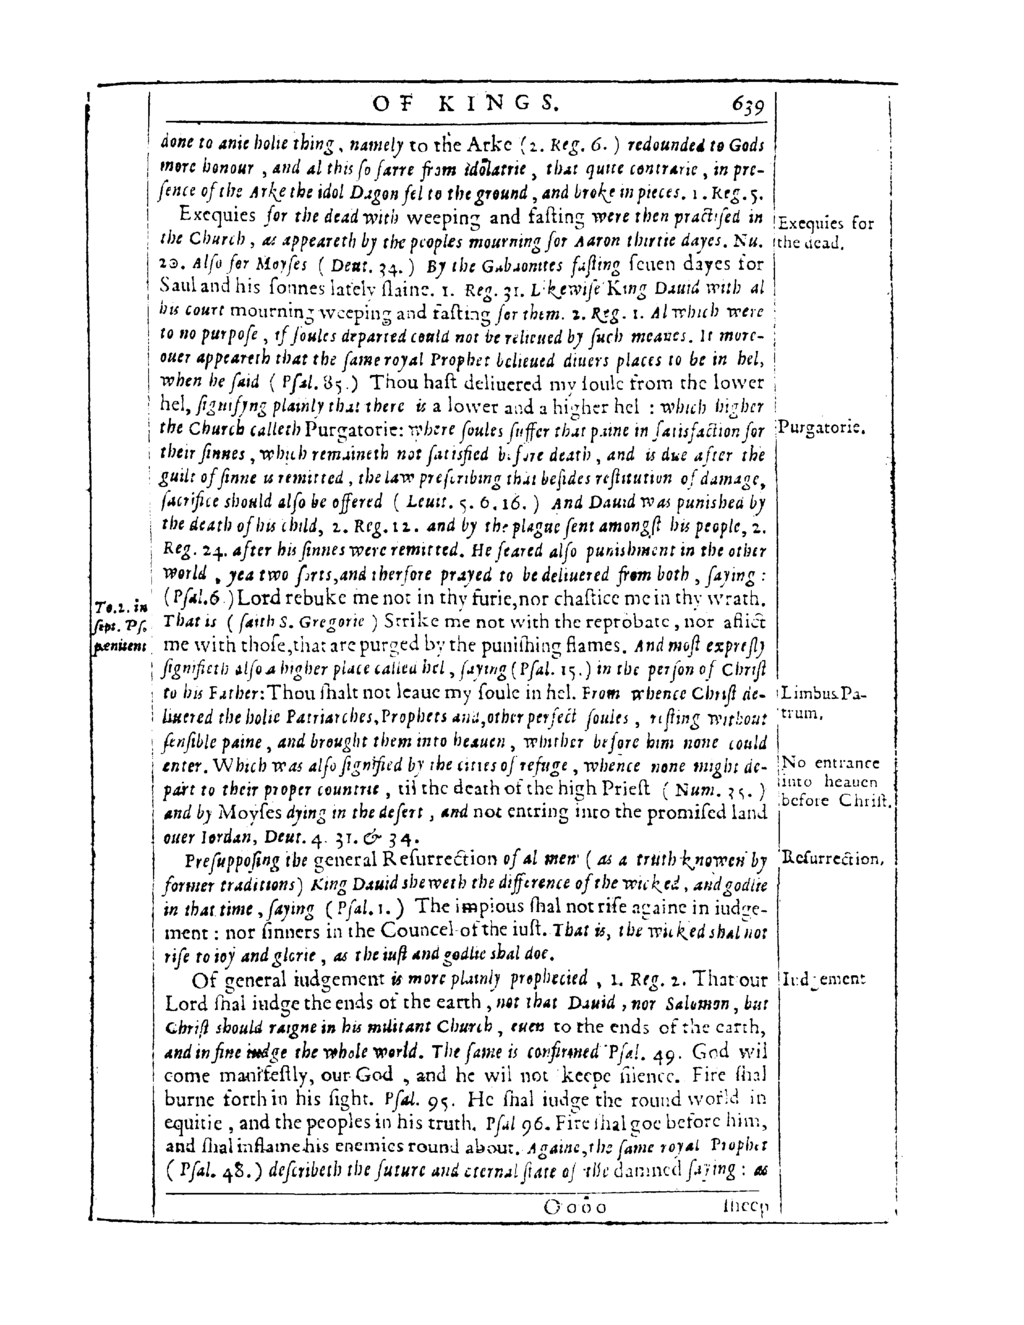 OF KINGS. 639
done to anie holie thing, namely to the Arke (2. Reg. 6.) redounded to Gods
more honour, and al this so farre from idolatrie, that quite contrarie, in pre-
sence of the Arke the idol Dagon fel to the ground, and broke in pieces. 1. Reg. 5.
Exequies for the dead with weeping and fasting were then practised in
the Church, as appeareth by the peoples mourning for Aaron thirtie dayes. Nu.
20. Also for Moyses (Deut. 34.) By the Gabaonites fasting seuen dayes for
Saul and his sonnes lately slaine. 1. Reg. 31. Likewise King Dauid with al
his court mourning weeping and fasting for them. 2. Reg. 1. Al which were
to no purpose, if soules departed could not be relieued by such meanes. It more-
ouer appeareth that the same royal Prophet belieued diuers places to be in hel,
when he said (Psal. 85.) Thou hast deliuered my soule from the lower
hel, signifyng plainly that there is a lower and a higher hel: which higher
the Church calleth Purgatorie: where soules suffer that paine in satisfaction for
their sinnes, which remaineth not satisfied before death, and is due after the
guilt of sinne is remitted, the law prescribing that besides restitution of damage,
sacrifice should also be offered (Leuit. 5. 6. 16.) And Dauid was punished by
the death of his child, 2. Reg. 12. and by the plague sent amongst his people, 2.
Reg. 24. after his sinnes were remitted. He feared also punishment in the other
world, yea two sorts, and therfore prayed to be deliuered from both, saying:
(Psal. 6.) Lord rebuke me not in thy furie, nor chastice me in thy wrath.
That is (saith S. Gregorie) Strike me not with the reprobate, nor aflict
me with those, that are purged by the punishing flames. And most expresly
signifieth also a higher place called hel, saying (Psal. 15.) in the person of Christ
to his Father: Thou shalt not leaue my soule in hel. From whence Christ de-
liuered the holie Patriarches, Prophets and, other perfect soules, resting without
sensible paine, and brought them into heauen, whither before him none could
enter. Which was also signified by the cities of refuge, whence none might de-
part to their proper countrie, til the death of the high Priest (Num. 35.)
and by Moyses dying in the desert, and not entring into the promised land
ouer Iordan, Deut. 4. 31. & 34.
Presupposing the general Resurrection of al men (as a truth knowen by
former traditions) King Dauid sheweth the difference of the wicked, and godlie
in that time, saying (Psal. 1.) The impious shal not rise againe in iudge-
ment: nor sinners in the Councel of the iust. That is, the wicked shal not
rise to ioy and glorie, as the iust and godlie shal doe.
Of general iudgement is more plainly prophecied, 1. Reg. 2. That our
Lord shal iudge the ends of the earth, not that Dauid, nor Salomon, but
Christ should raigne in his militant Church, euen to the ends of the earth,
and in fine iudge the whole world. The same is confirmed Psal. 49. God wil
come manifestly, our God, and he wil not keepe silence. Fire shal
burne forth in his sight. Psal. 95. He shal iudge the round world in
equitie, and the peoples in his truth. Psal 96. Fire shal goe before him,
and shal inflame his enemies round about. Againe, the same royal Prophet
(Psal. 48.) describeth the future and eternal state of the damned saying: as
Oooo sheep
To. 2. in
sept. Ps.
pœnitent
Exequies for
the dead.
Purgatorie.
Limbus Pa-
trum.
No entrance
into heauen
before Christ.
Resurrection.
Iudgement